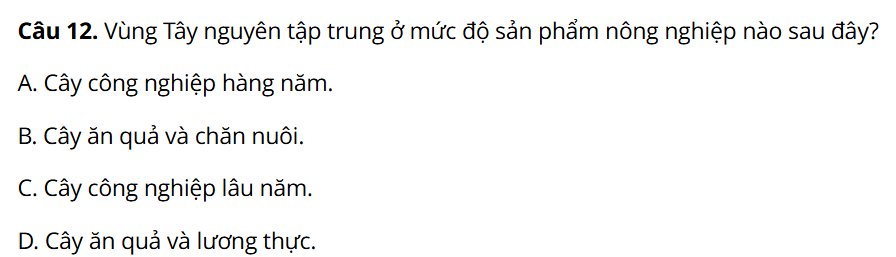 Câu 12. Vùng Tây nguyên tập trung ở mức độ sản phẩm nông nghiệp nào sau đây?
A. Cây công nghiệp hàng năm.
B. Cây ăn quả và chăn nuôi.
C. Cây công nghiệp lâu năm.
D. Cây ăn quả và lương thực.